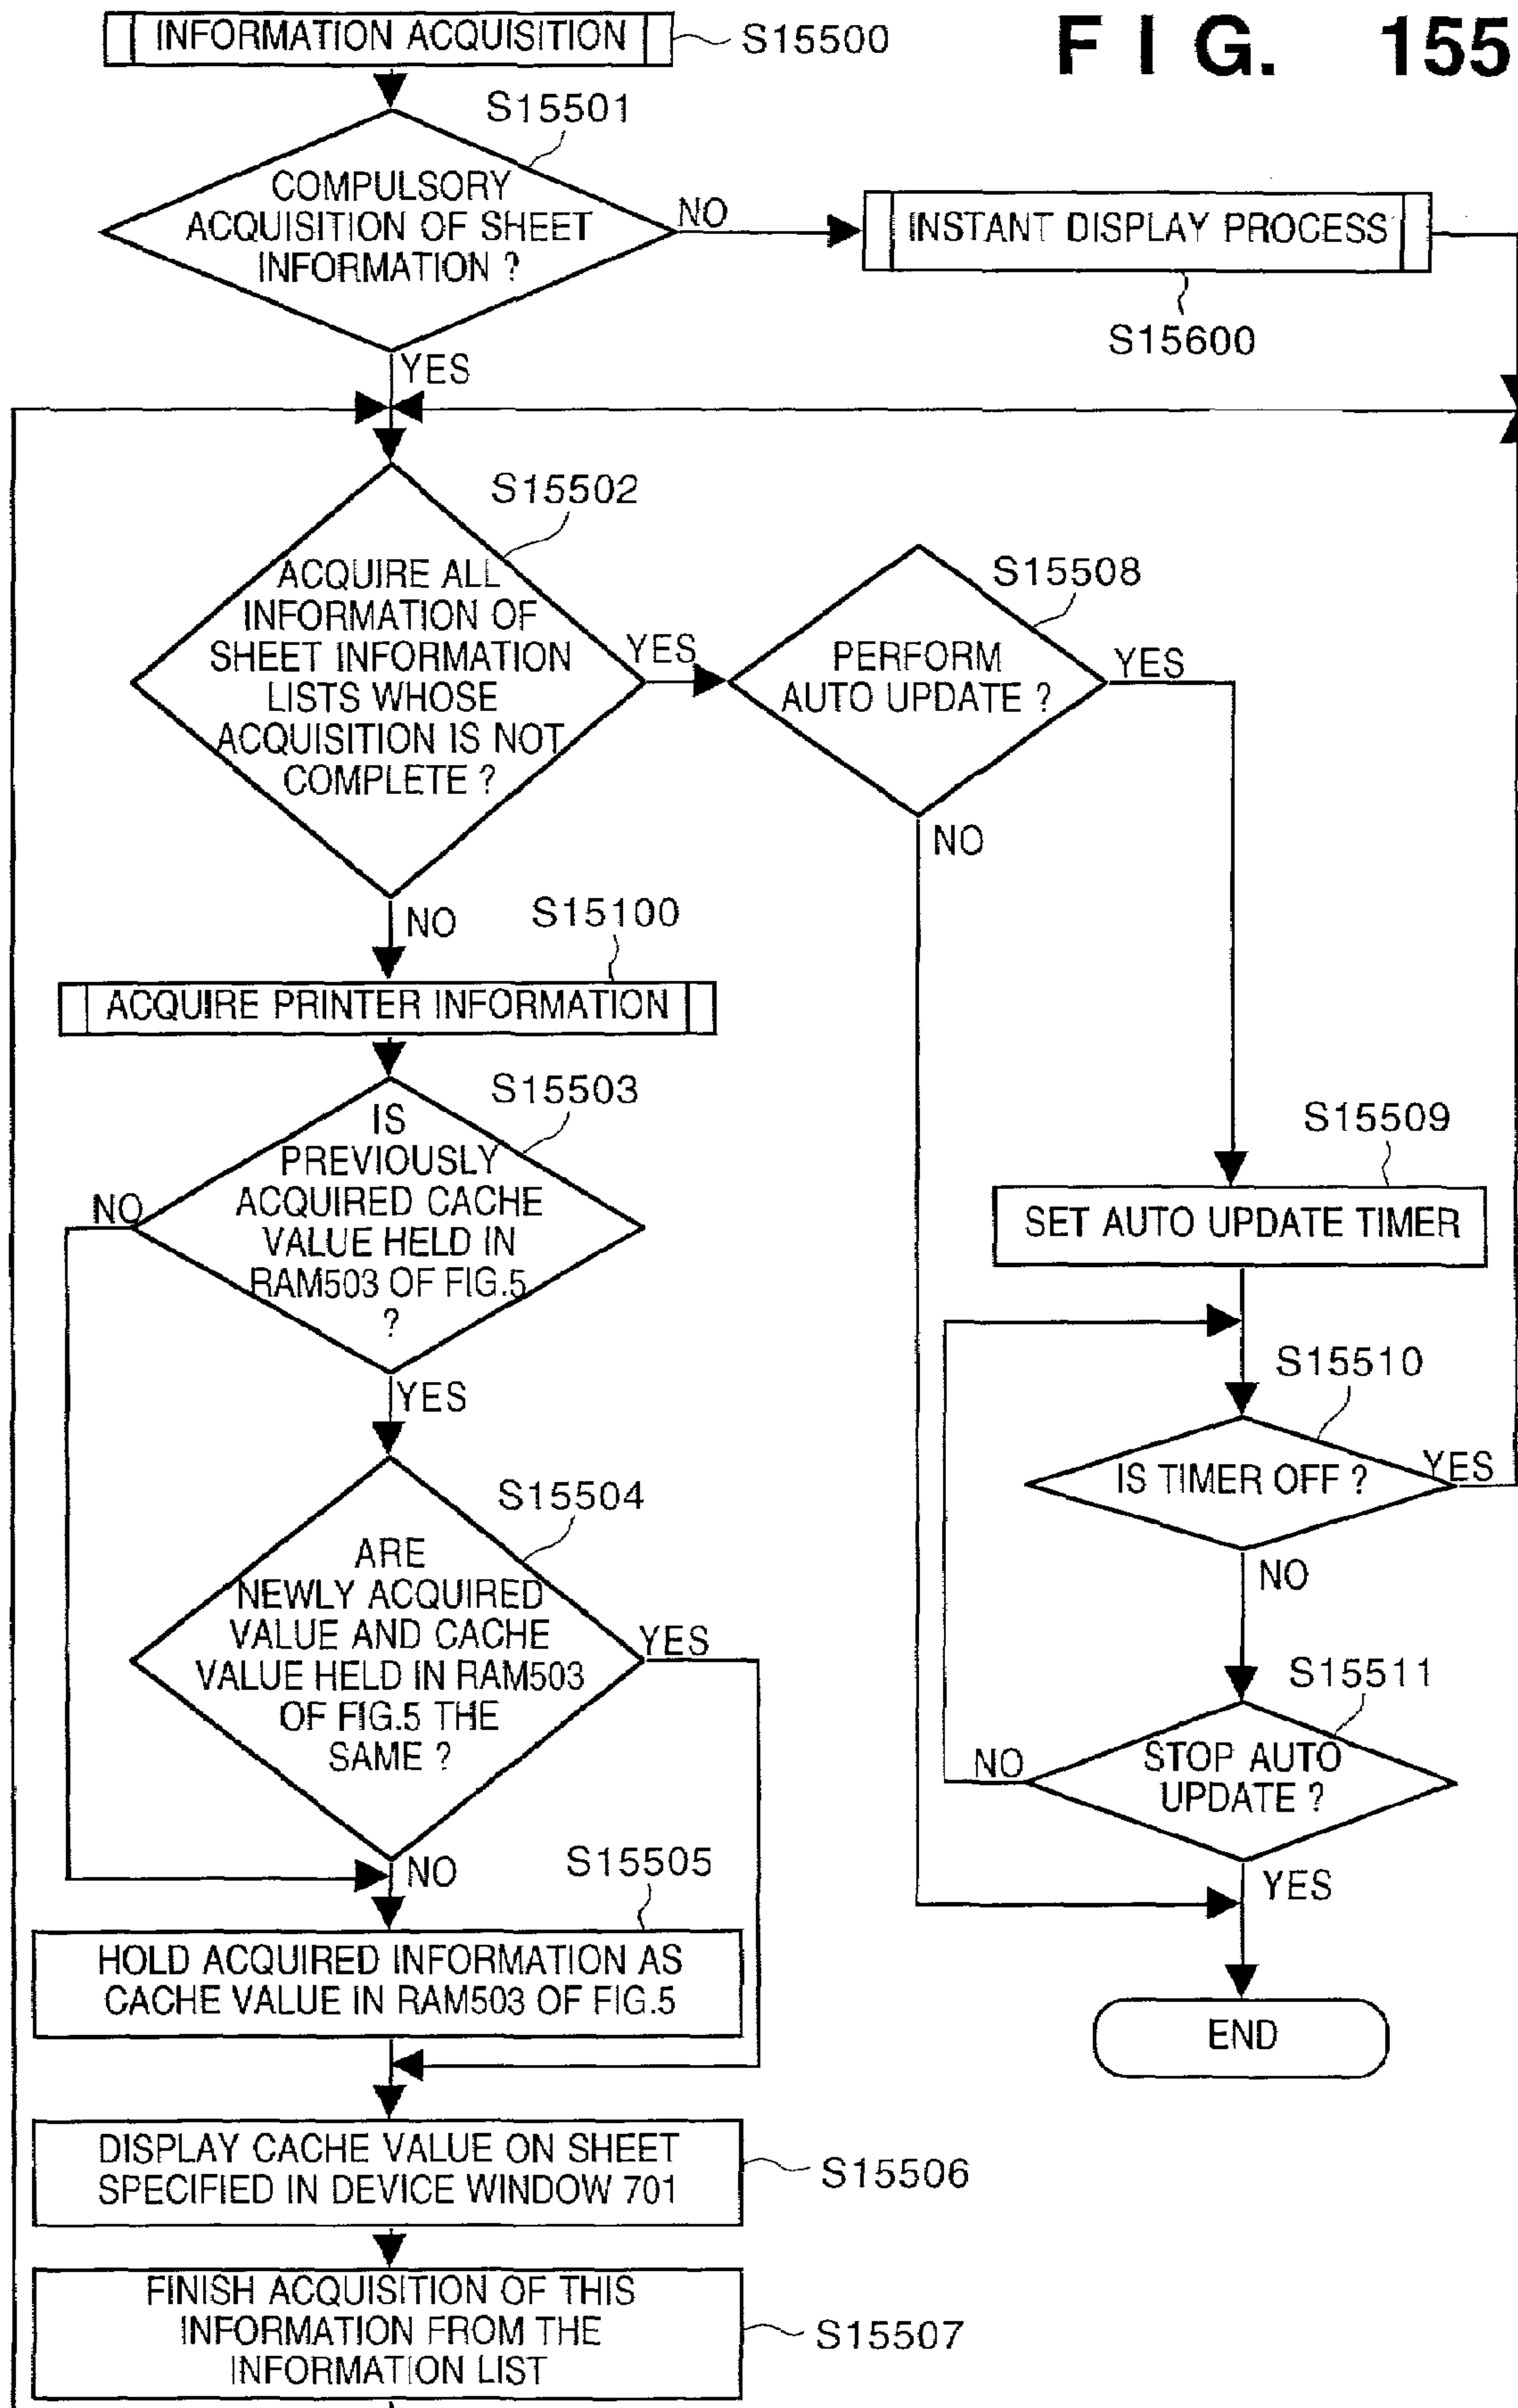 FIG. 155
INFORMATION ACQUISITION
S15500
S15501
COMPULSORY
ACQUISITION OF SHEET
INFORMATION ?
NO
INSTANT DISPLAY PROCESS
S15600
YES
S15502
ACQUIRE ALL
INFORMATION OF
SHEET INFORMATION
LISTS WHOSE
ACQUISITION IS NOT
COMPLETE ?
YES
S15508
PERFORM
AUTO UPDATE ?
YES
NO
NO
S15100
ACQUIRE PRINTER INFORMATION
S15503
IS
PREVIOUSLY
ACQUIRED CACHE
VALUE HELD IN
RAM503 OF FIG.5
?
NO
YES
S15504
ARE
NEWLY ACQUIRED
VALUE AND CACHE
VALUE HELD IN RAM503
OF FIG.5 THE
SAME ?
YES
NO
S15505
HOLD ACQUIRED INFORMATION AS
CACHE VALUE IN RAM503 OF FIG.5
DISPLAY CACHE VALUE ON SHEET
SPECIFIED IN DEVICE WINDOW 701
S15506
FINISH ACQUISITION OF THIS
INFORMATION FROM THE
INFORMATION LIST
S15507
S15509
SET AUTO UPDATE TIMER
S15510
IS TIMER OFF ?
YES
NO
S15511
STOP AUTO
UPDATE ?
NO
YES
END